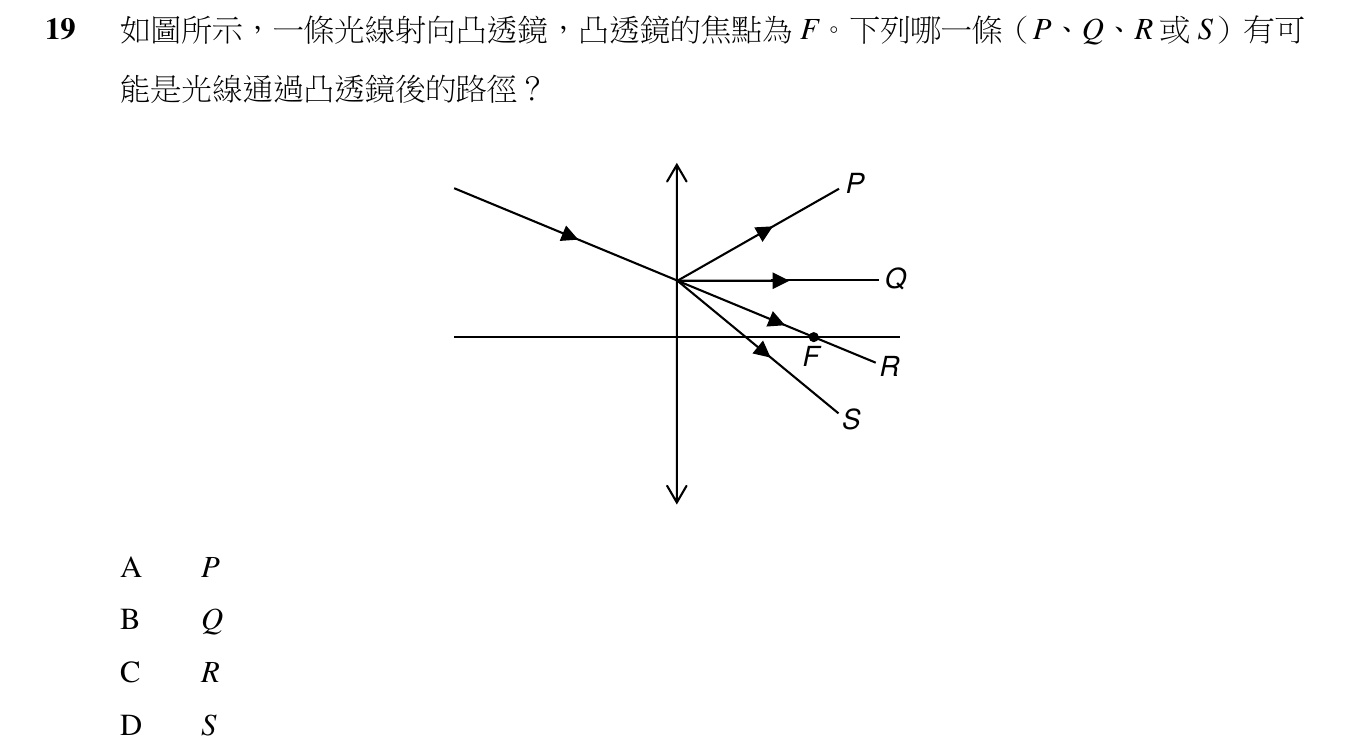 19 如圖所示，一條光線射向凸透鏡，凸透鏡的焦點為 F。下列哪一條（P、Q、R 或 S）有可
能是光線通過凸透鏡後的路徑？
P
Q
F
R
S
A P
B Q
C R
D S